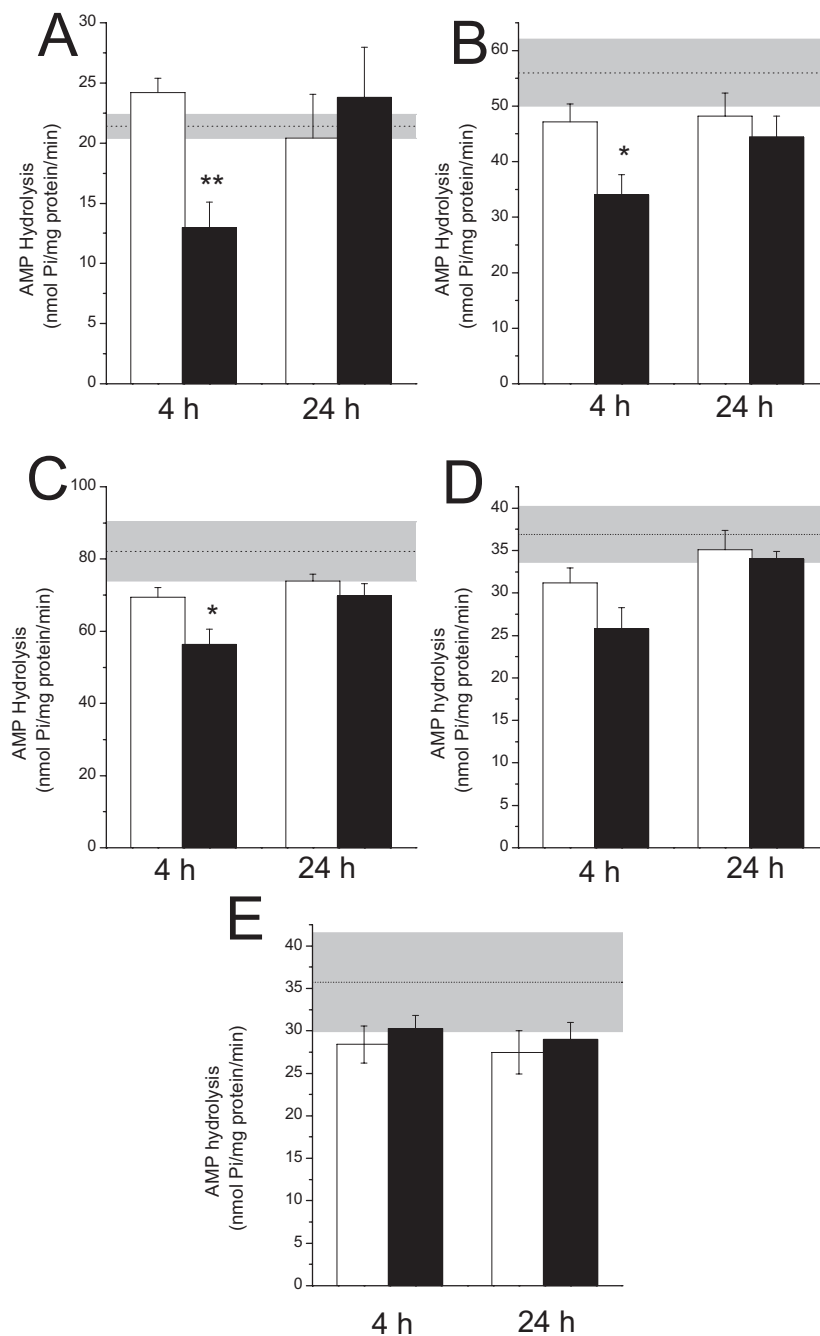 A
AMP Hydrolysis
(nmol Pi/mg protein/min)
30
25
20
15
10
5
0
**
4 h
24 h
B
AMP Hydrolysis
(nmol Pi/mg protein/min)
60
50
40
30
20
10
0
*
4 h
24 h
C
AMP Hydrolysis
(nmol Pi/mg protein/min)
100
80
60
40
20
0
*
4 h
24 h
D
AMP hydrolysis
(nmol Pi/mg protein/min)
40
35
30
25
20
15
10
5
0
4 h
24 h
E
AMP hydrolysis
(nmol Pi/mg protein/min)
40
35
30
25
20
15
10
5
0
4 h
24 h